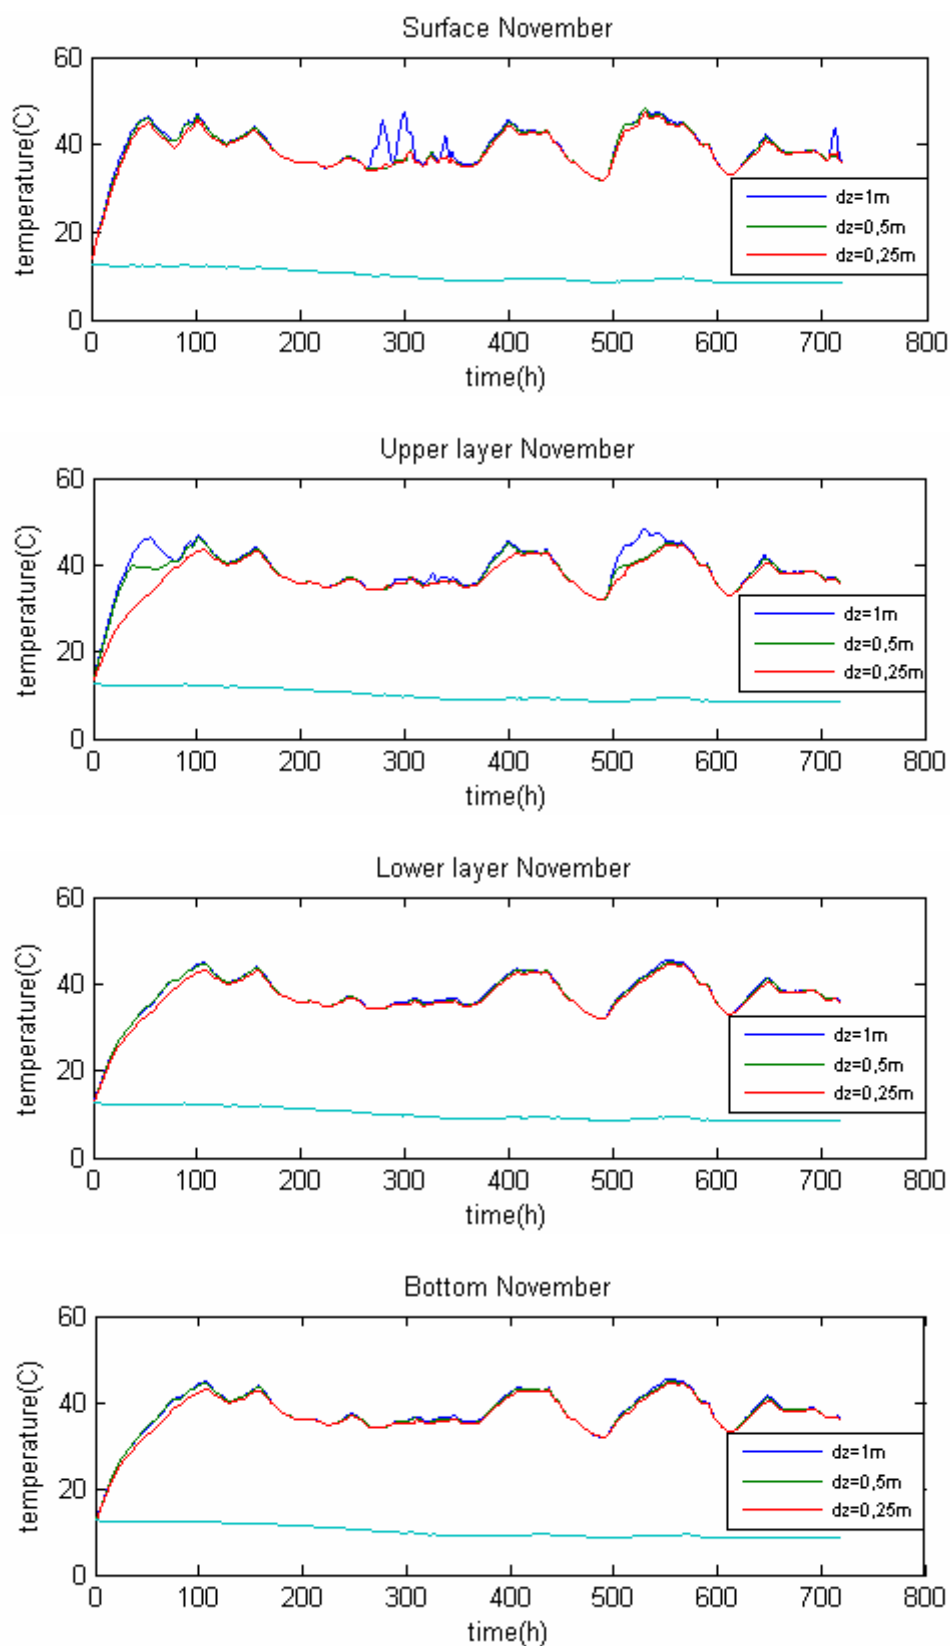 Surface November
60
40
20
0
temperature(C)
dz=1m
dz=0,5m
dz=0,25m
0 100 200 300 400 500 600 700 800
time(h)
Upper layer November
60
40
20
0
temperature(C)
dz=1m
dz=0,5m
dz=0,25m
0 100 200 300 400 500 600 700 800
time(h)
Lower layer November
60
40
20
0
temperature(C)
dz=1m
dz=0,5m
dz=0,25m
0 100 200 300 400 500 600 700 800
time(h)
Bottom November
60
40
20
0
temperature(C)
dz=1m
dz=0,5m
dz=0,25m
0 100 200 300 400 500 600 700 800
time(h)